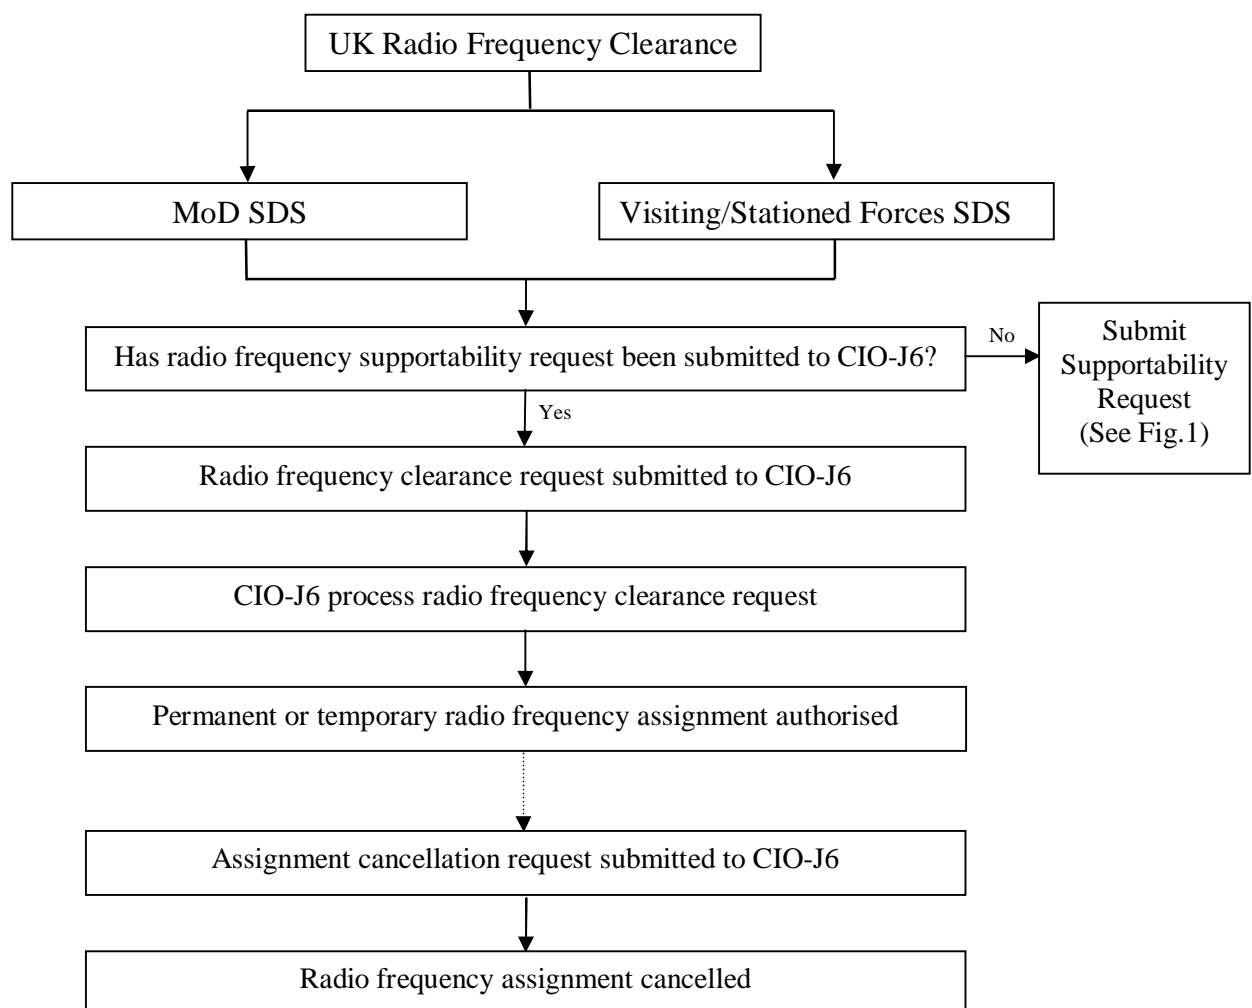 UK Radio Frequency Clearance
MoD SDS
Visiting/Stationed Forces SDS
Has radio frequency supportability request been submitted to CIO-J6?
No
Submit
Supportability
Request
(See Fig.1)
Yes
Radio frequency clearance request submitted to CIO-J6
CIO-J6 process radio frequency clearance request
Permanent or temporary radio frequency assignment authorised
Assignment cancellation request submitted to CIO-J6
Radio frequency assignment cancelled